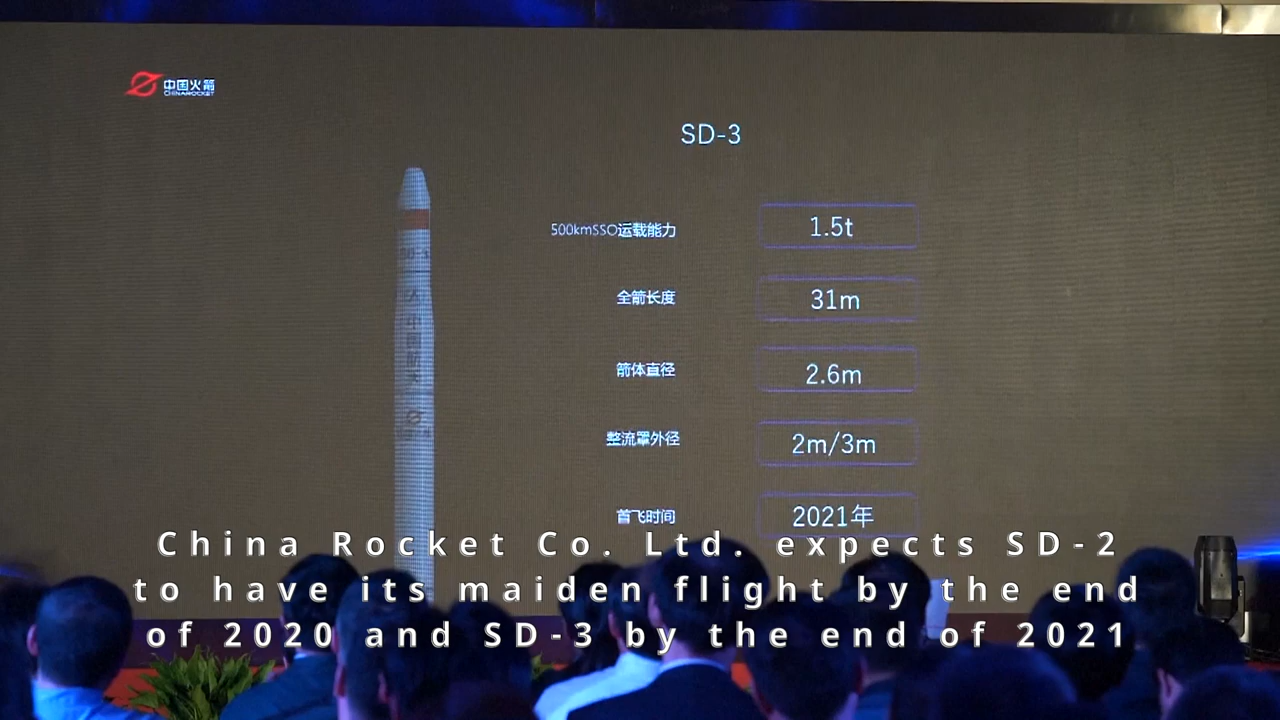 中国火箭
CHINAROCKET
SD-3
500kmSSO运载能力 1.5t
全箭长度 31m
箭体直径 2.6m
整流罩外径 2m/3m
首飞时间 2021年
China Rocket Co. Ltd. expects SD-2
to have its maiden flight by the end
of 2020 and SD-3 by the end of 2021